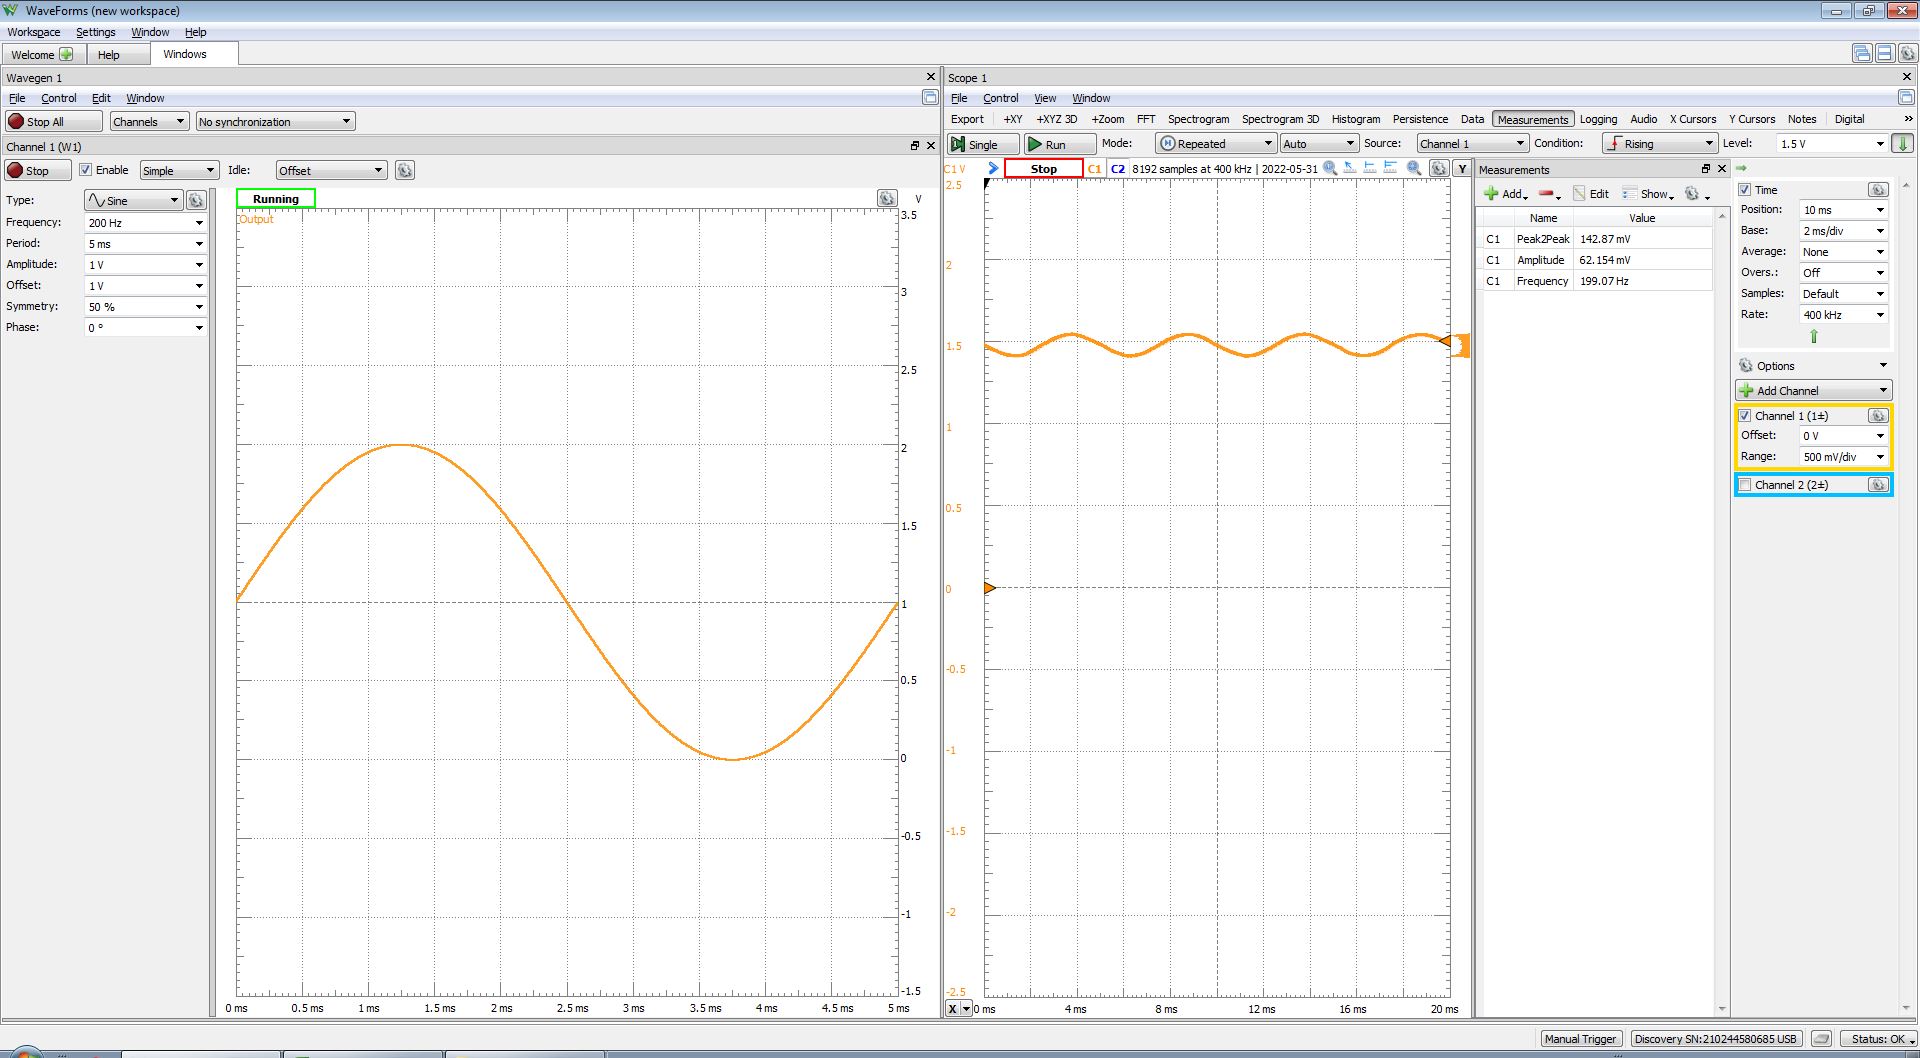 WaveForms (new workspace)
Workspace Settings Window Help
Welcome Help Windows
Wavegen 1
File Control Edit Window
Stop All Channels No synchronization
Channel 1 (W1)
Stop Enable Simple Idle: Offset
Type: Sine
Frequency: 200 Hz
Period: 5 ms
Amplitude: 1 V
Offset: 1 V
Symmetry: 50 %
Phase: 0 °
Running
Output
V
3.5
3
2.5
2
1.5
1
0.5
0
-0.5
-1
-1.5
0 ms 0.5 ms 1 ms 1.5 ms 2 ms 2.5 ms 3 ms 3.5 ms 4 ms 4.5 ms 5 ms
Scope 1
File Control View Window
Export +XY +XYZ 3D +Zoom FFT Spectrogram Spectrogram 3D Histogram Persistence Data Measurements Logging Audio X Cursors Y Cursors Notes Digital »
Single Run Mode: Repeated Auto Source: Channel 1 Condition: Rising Level: 1.5 V
C1 V Stop C1 C2 8192 samples at 400 kHz | 2022-05-31 Y
2.5
2
1.5
1
0.5
0
-0.5
-1
-1.5
-2
-2.5
X 0 ms 4 ms 8 ms 12 ms 16 ms 20 ms
Measurements
Add Edit Show
Name Value
C1 Peak2Peak 142.87 mV
C1 Amplitude 62.154 mV
C1 Frequency 199.07 Hz
Time
Position: 10 ms
Base: 2 ms/div
Average: None
Overs.: Off
Samples: Default
Rate: 400 kHz
Options
Add Channel
Channel 1 (1±)
Offset: 0 V
Range: 500 mV/div
Channel 2 (2±)
Manual Trigger Discovery SN:210244580685 USB Status: OK